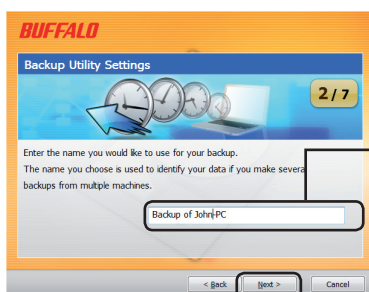 BUFFALO
Backup Utility Settings
2 / 7
Enter the name you would like to use for your backup.
The name you choose is used to identify your data if you make severa
backups from multiple machines.
Backup of John-PC
< Back
Next >
Cancel